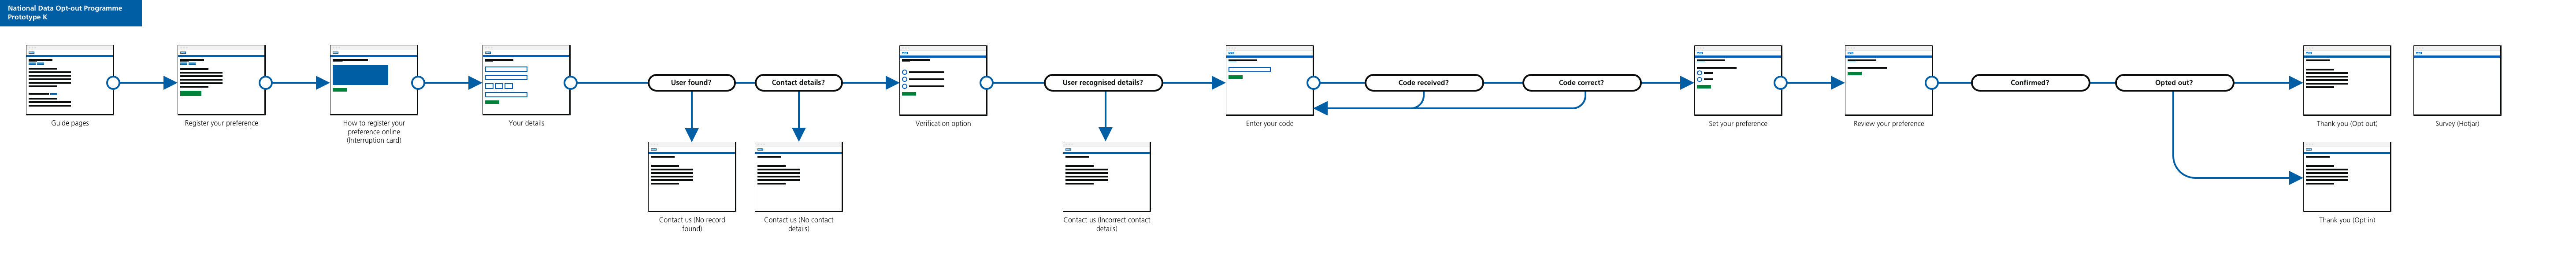 National Data Opt-out Programme
Prototype K
User found?
Contact details?
User recognised details?
Code received?
Code correct?
Confirmed?
Opted out?
Guide pages
Register your preference
How to register your
preference online
(Interruption card)
Your details
Verification option
Enter your code
Set your preference
Review your preference
Thank you (Opt out)
Survey (Hotjar)
Contact us (No record
found)
Contact us (No contact
details)
Contact us (Incorrect contact
details)
Thank you (Opt in)